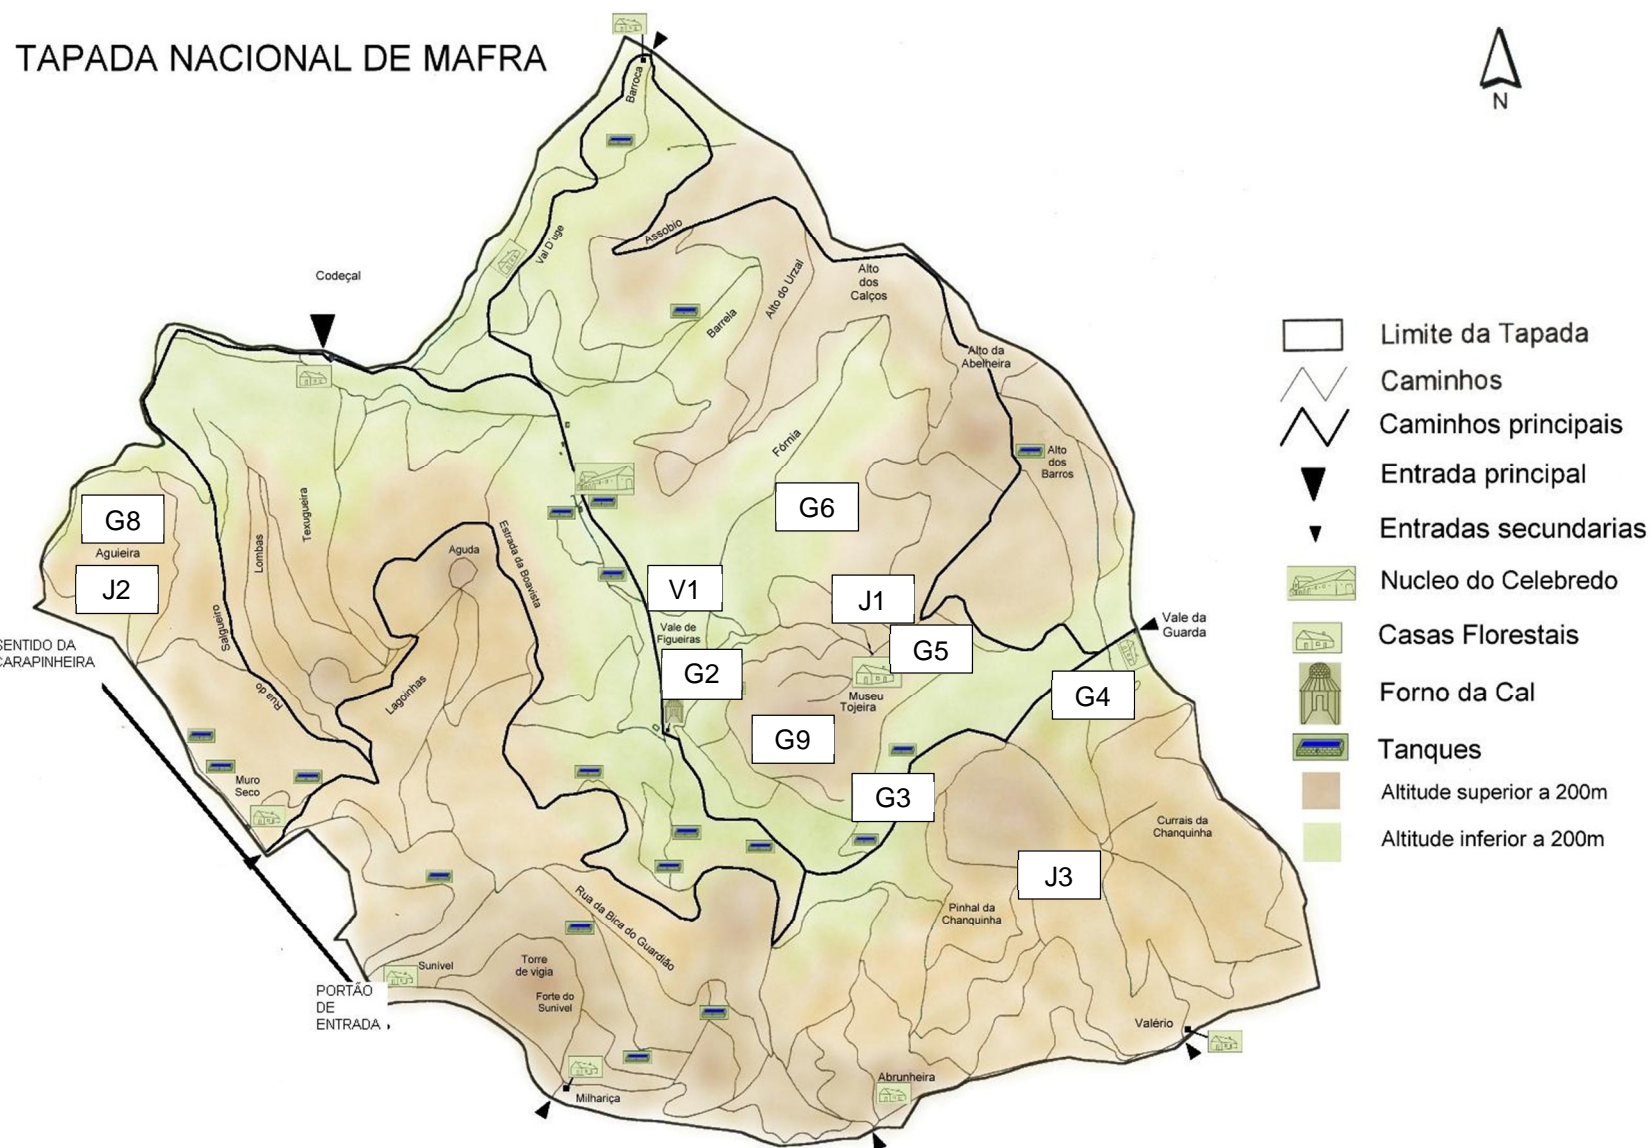 TAPADA NACIONAL DE MAFRA
N
Barroca
Assobio
Val D'uge
Codeçal
Alto
dos
Calços
Alto do Urzal
Barrela
Alto da
Abelheira
Limite da Tapada
Caminhos
Caminhos principais
Entrada principal
Entradas secundarias
Nucleo do Celebredo
Casas Florestais
Forno da Cal
Tanques
Altitude superior a 200m
Altitude inferior a 200m
Fórnia
Alto
dos
Barros
G8
Aguieira
J2
Lombas
Texugueira
Aguda
Estrada da Boavista
G6
V1
J1
Vale de
Figueiras
G2
G5
Vale da
Guarda
Salgueiro
Rua do
SENTIDO DA
CARAPINHEIRA
Lagoinhas
Museu
Tojeira
G4
G9
G3
Muro
Seco
Currais da
Chanquinha
J3
Pinhal da
Chanquinha
Rua da Bica do Guardião
Sunivel
Torre
de vigia
Forte do
Sunivel
PORTÃO
DE
ENTRADA
Valério
Abrunheira
Milhariça